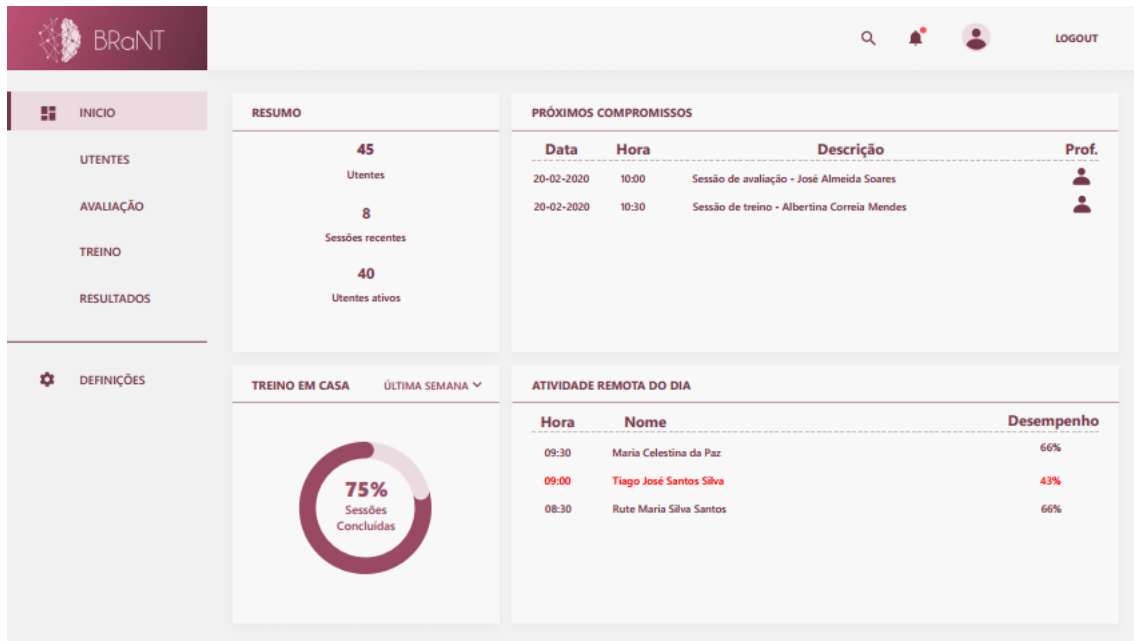 BRaNT
LOGOUT
INICIO
UTENTES
AVALIAÇÃO
TREINO
RESULTADOS
DEFINIÇÕES
RESUMO
45
Utentes
8
Sessões recentes
40
Utentes ativos
PRÓXIMOS COMPROMISSOS
Data Hora Descrição Prof.
20-02-2020 10:00 Sessão de avaliação - José Almeida Soares
20-02-2020 10:30 Sessão de treino - Albertina Correia Mendes
TREINO EM CASA ÚLTIMA SEMANA
75%
Sessões
Concluídas
ATIVIDADE REMOTA DO DIA
Hora Nome Desempenho
09:30 Maria Celestina da Paz 66%
09:00 Tiago José Santos Silva 43%
08:30 Rute Maria Silva Santos 66%